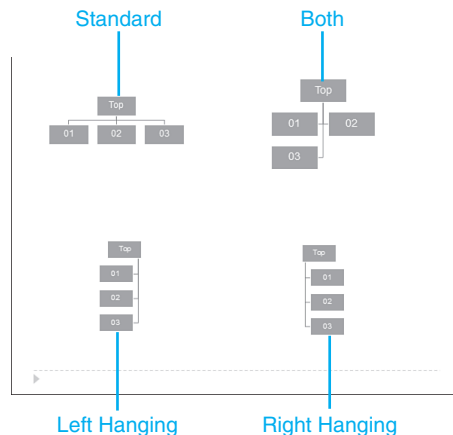 Standard
Both
Top
01 02 03
Top
01 02
03
Top
01
02
03
Top
01
02
03
Left Hanging
Right Hanging